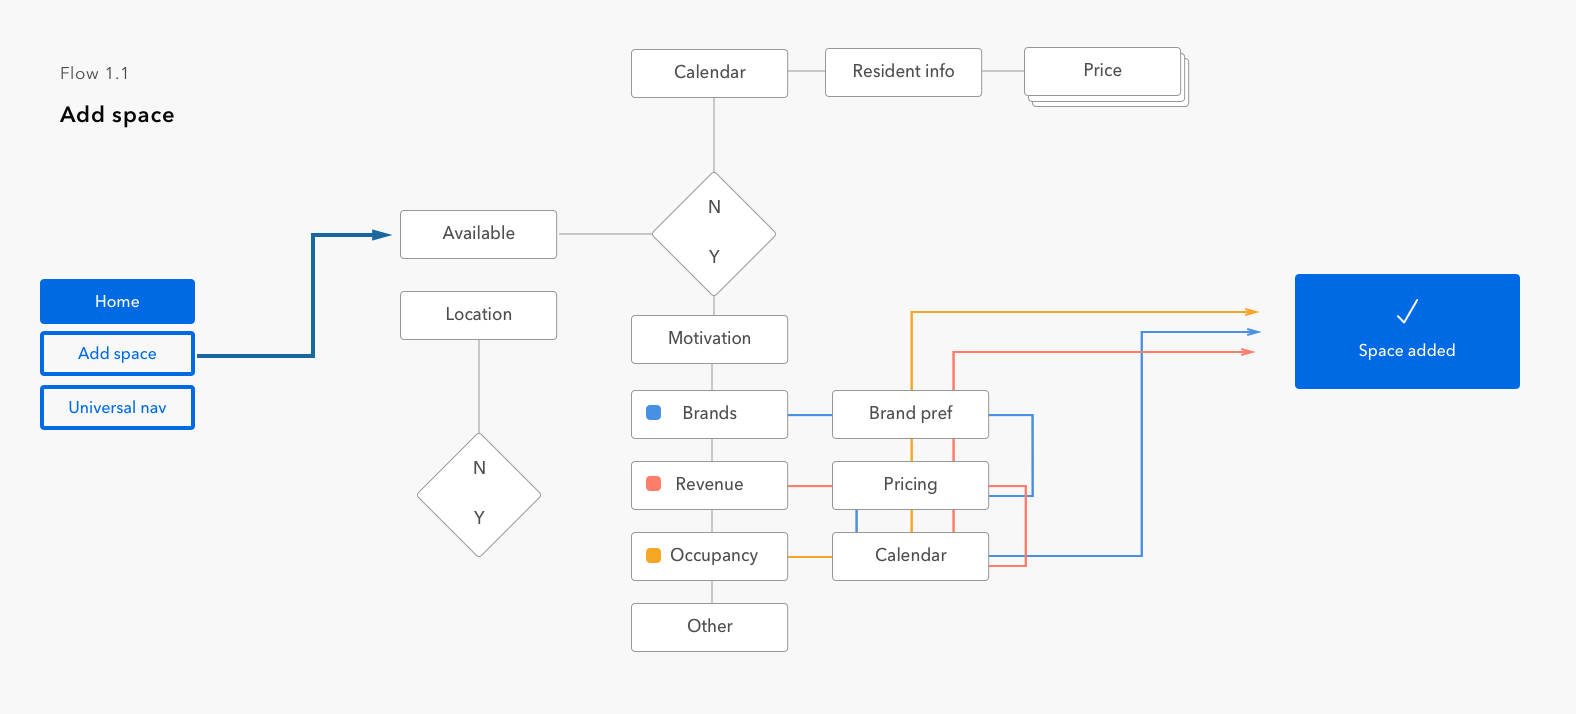 Flow 1.1
Add space
Calendar
Resident info
Price
N
Y
Available
Home
Location
Add space
Universal nav
N
Y
Motivation
Brands
Revenue
Occupancy
Other
Brand pref
Pricing
Calendar
Space added